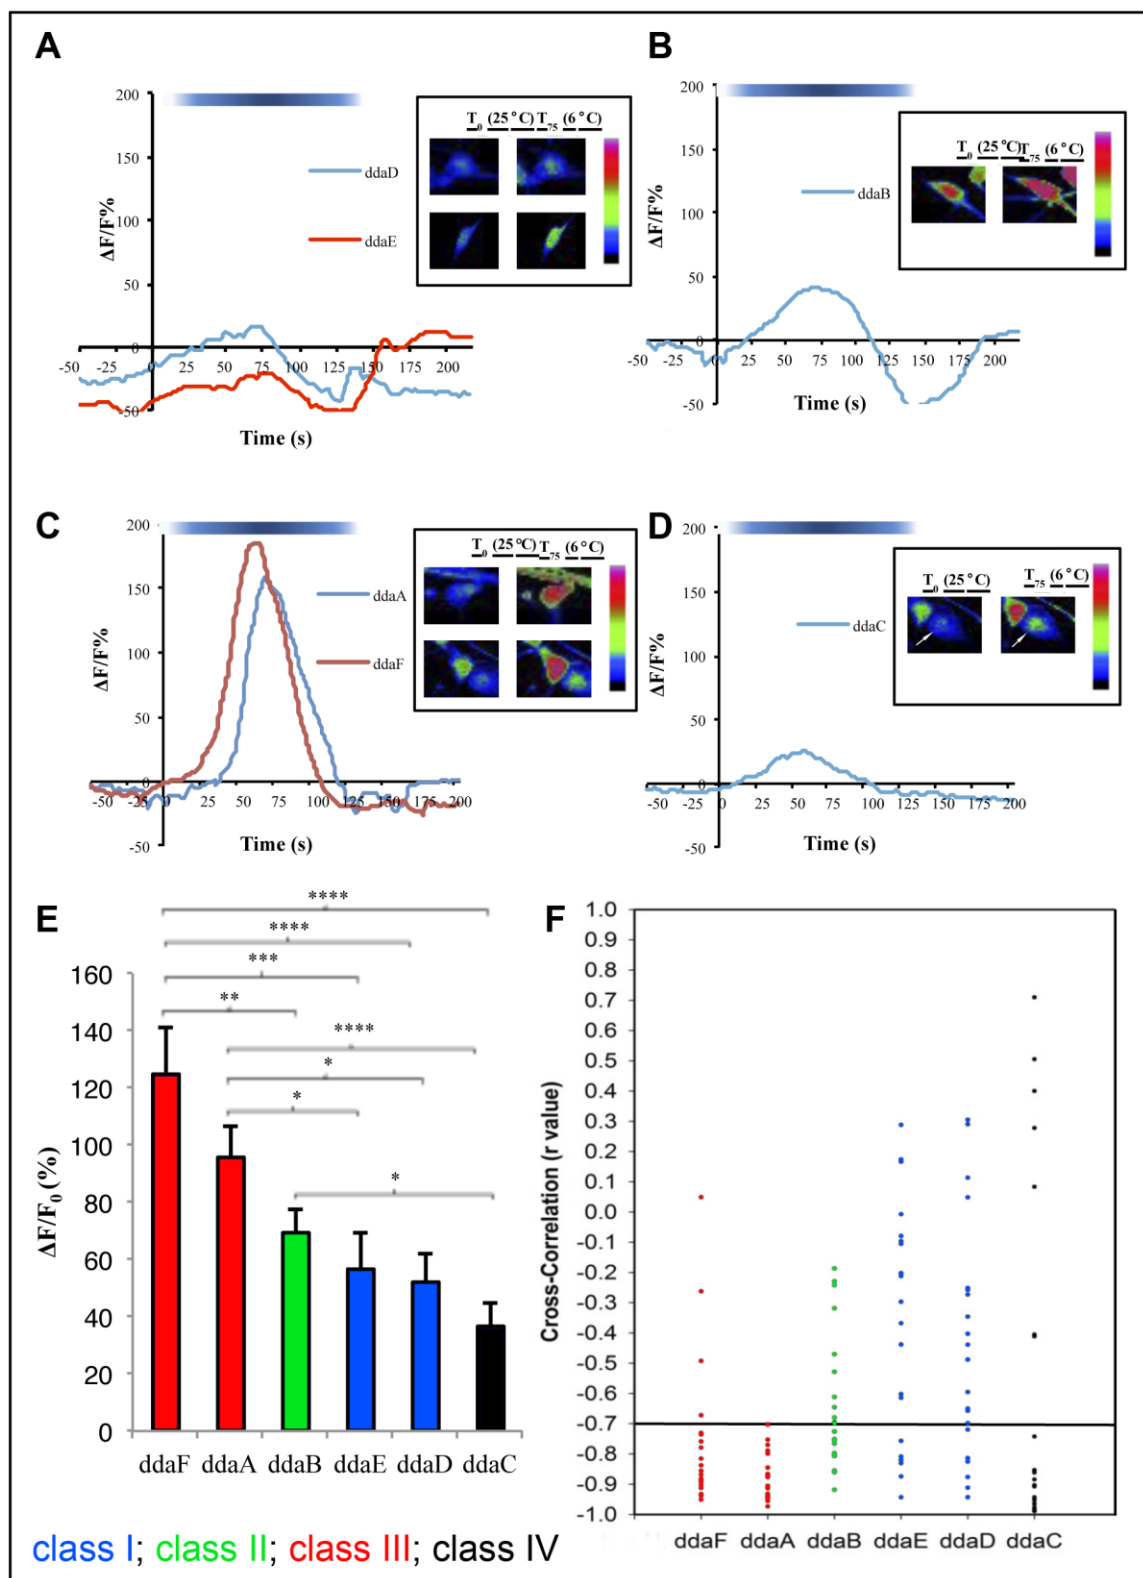 A
200
150
100
50
0
-50
-50 -25 0 25 50 75 100 125 150 175 200
ΔF/F%
Time (s)
ddaD
ddaE
T0 (25 °C) T75 (6 °C)
B
200
150
100
50
0
-50
-50 -25 0 25 50 75 100 125 150 175 200
ΔF/F%
Time (s)
ddaB
T0 (25 °C) T75 (6 °C)
C
200
150
100
50
0
-50
-50 -25 0 25 50 75 100 125 150 175 200
ΔF/F%
Time (s)
ddaA
ddaF
T0 (25 °C) T75 (6 °C)
D
200
150
100
50
0
-50
-50 -25 0 25 50 75 100 125 150 175 200
ΔF/F%
Time (s)
ddaC
T0 (25 °C) T75 (6 °C)
E
****
****
***
**
****
*
*
*
160
140
120
100
80
60
40
20
0
ΔF/F0 (%)
ddaF ddaA ddaB ddaE ddaD ddaC
class I; class II; class III; class IV
F
1.0
0.9
0.9
0.8
0.7
0.6
0.5
0.4
0.3
0.2
0.1
0.0
-0.1
-0.2
-0.3
-0.4
-0.5
-0.6
-0.7
-0.8
-0.9
-1.0
Cross-Correlation (r value)
ddaF ddaA ddaB ddaE ddaD ddaC